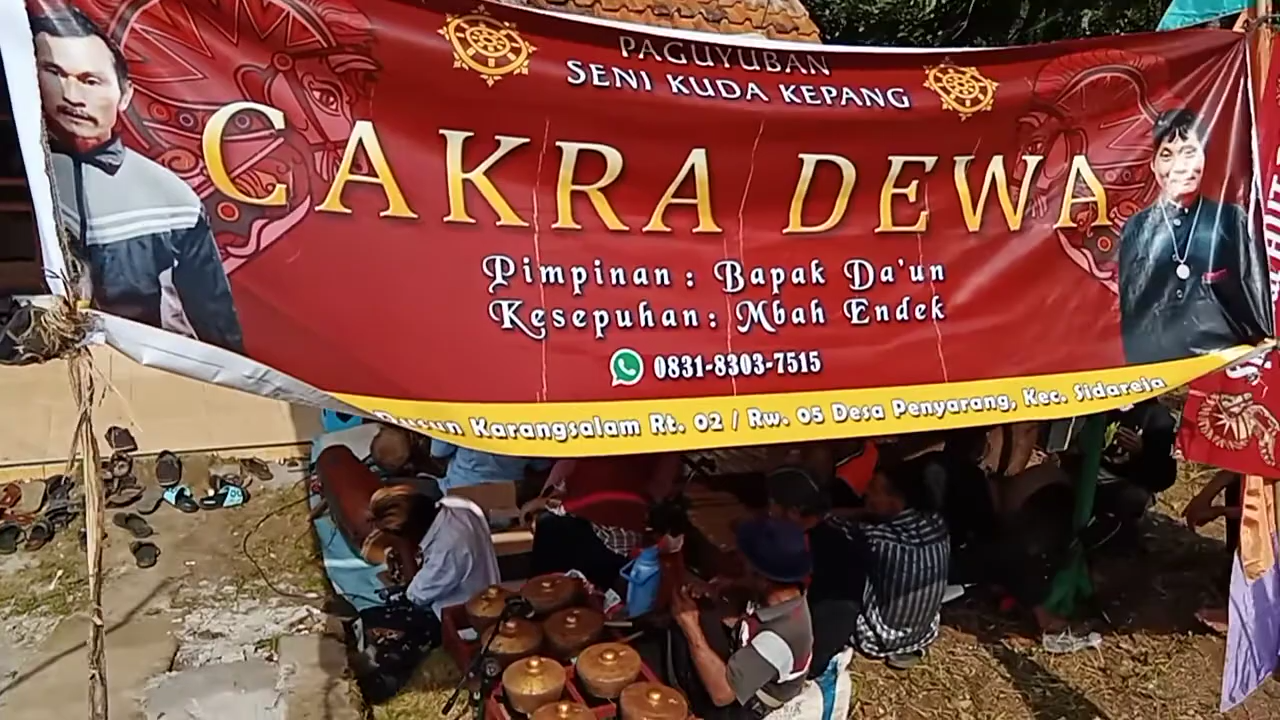 PAGUYUBAN
SENI KUDA KEPANG
CAKRA DEWA
Pimpinan : Bapak Da'un
Kesepuhan : Mbah Endek
0831-8303-7515
Dusun Karangsalam Rt. 02 / Rw. 05 Desa Penyarang, Kec. Sidareja